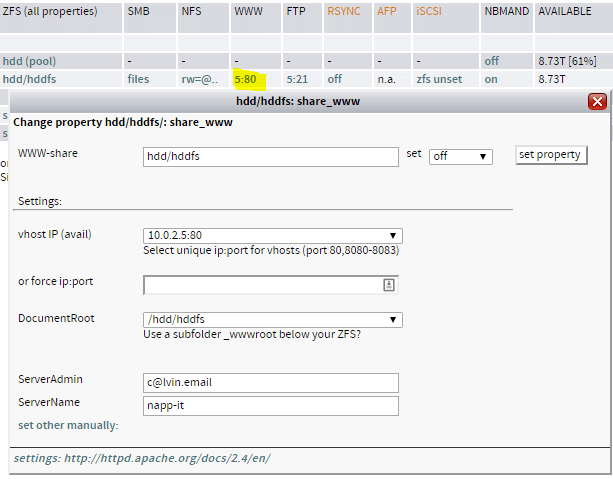 ZFS (all properties) SMB NFS WWW FTP RSYNC AFP iSCSI NBMAND AVAILABLE
hdd (pool) - - - - - - - off 8.73T [61%]
hdd/hddfs files rw=@.. 5:80 5:21 off n.a. zfs unset on 8.73T
hdd/hddfs: share_www
s
Change property hdd/hddfs/: share_www
s
or
Si
WWW-share hdd/hddfs set off set property
Settings:
vhost IP (avail) 10.0.2.5:80
Select unique ip:port for vhosts (port 80,8080-8083)
or force ip:port
DocumentRoot /hdd/hddfs
Use a subfolder _wwwroot below your ZFS?
ServerAdmin c@lvin.email
ServerName napp-it
set other manually:
settings: http://httpd.apache.org/docs/2.4/en/